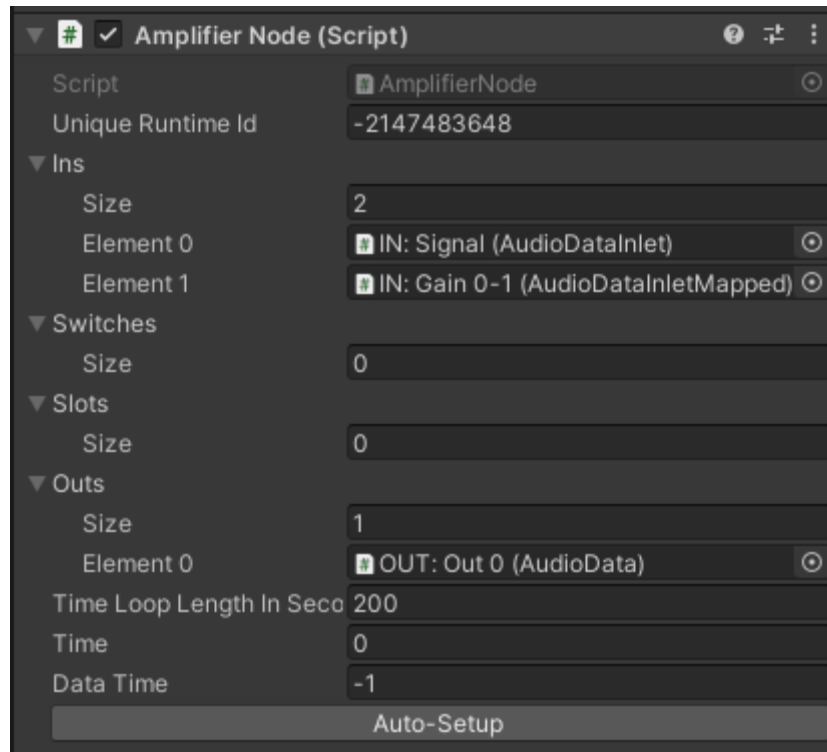 Amplifier Node (Script)
Script AmplifierNode
Unique Runtime Id -2147483648
Ins
Size 2
Element 0 IN: Signal (AudioDataInlet)
Element 1 IN: Gain 0-1 (AudioDataInletMapped)
Switches
Size 0
Slots
Size 0
Outs
Size 1
Element 0 OUT: Out 0 (AudioData)
Time Loop Length In Seco 200
Time 0
Data Time -1
Auto-Setup